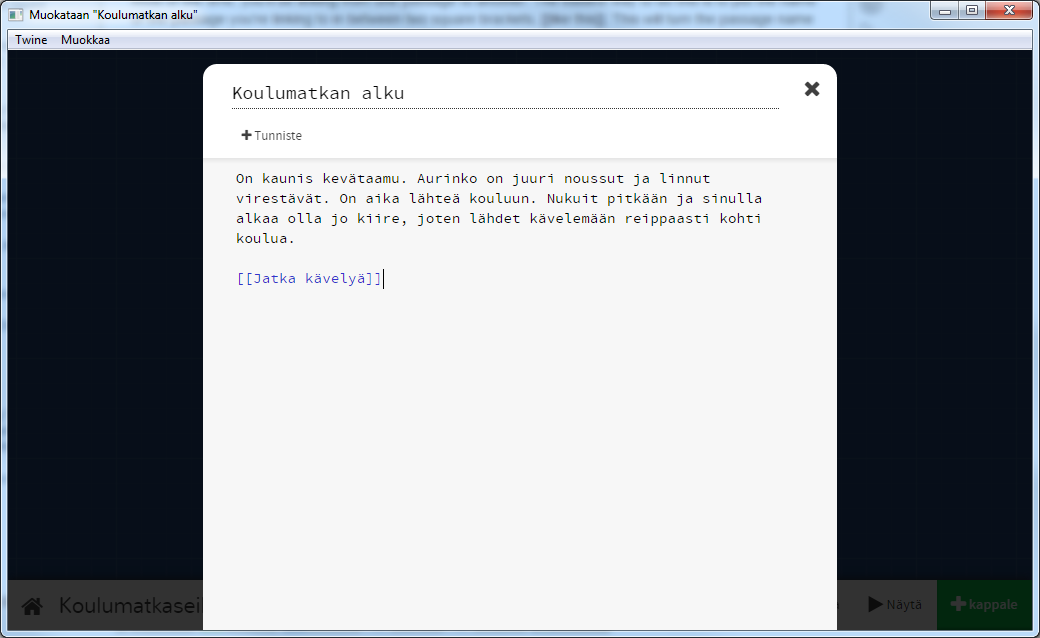 Muokataan "Koulumatkan alku"
Twine Muokkaa
Koulumatkan alku
Tunniste
On kaunis kevätaamu. Aurinko on juuri noussut ja linnut
virestävät. On aika lähteä kouluun. Nukuit pitkään ja sinulla
alkaa olla jo kiire, joten lähdet kävelemään reippaasti kohti
koulua.
[[Jatka kävelyä]]
Koulumatkasei
Näytä
kappale